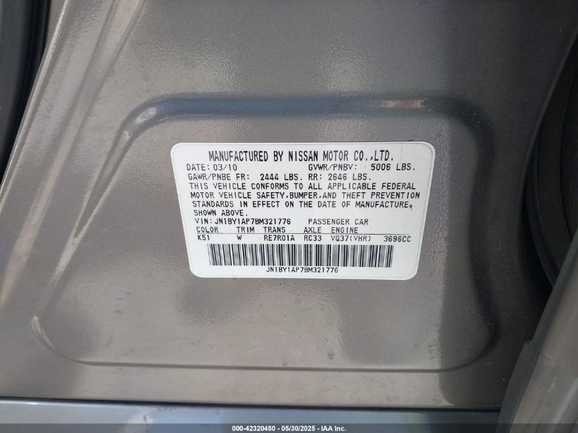 MANUFACTURED BY NISSAN MOTOR CO.,LTD.
DATE: 03/10 GVWR/PNBV: 5006 LBS.
GAWR/PNBE FR: 2444 LBS. RR: 2646 LBS.
THIS VEHICLE CONFORMS TO ALL APPLICABLE FEDERAL
MOTOR VEHICLE SAFETY,BUMPER,AND THEFT PREVENTION
STANDARDS IN EFFECT ON THE DATE OF MANUFACTURE
SHOWN ABOVE.
V.I.N: JN1BY1AP7BM321776 PASSENGER CAR
COLOR TRIM TRANS AXLE ENGINE
K51 W RE7R01A RC33 VQ37(VHR) 3696CC
JN1BY1AP7BM321776
000-42320450 - 05/30/2025 - IAA, Inc.